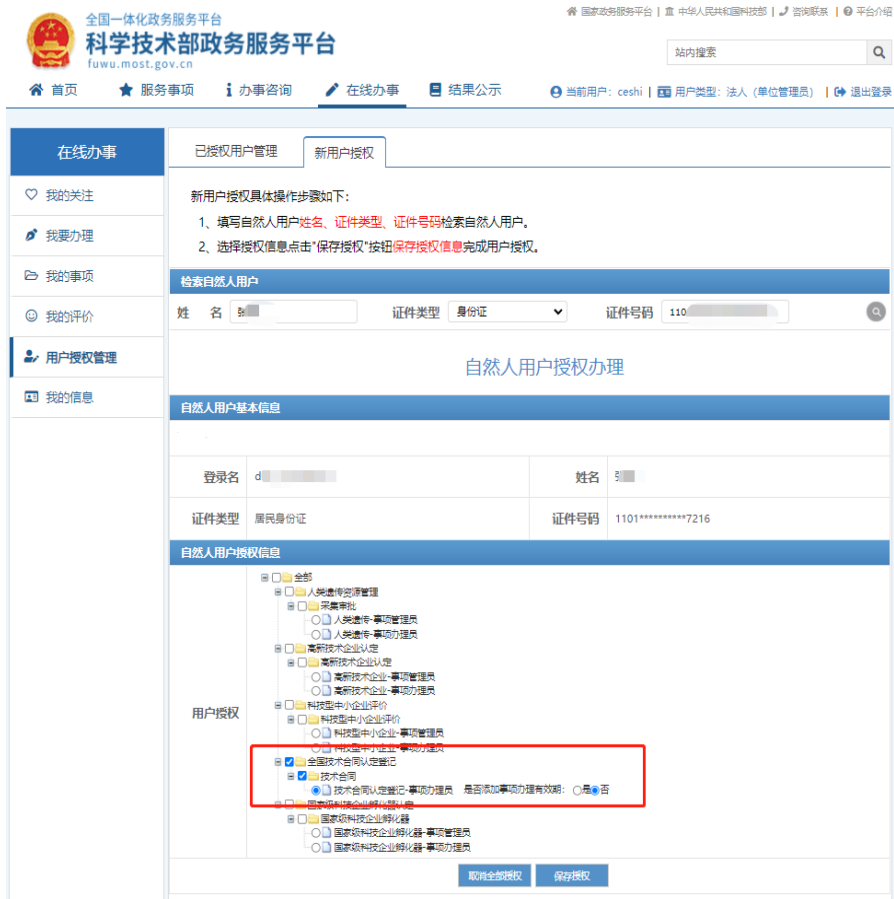 国家政务服务平台 | 中华人民共和国科技部 | 咨询联系 | 平台介绍
全国一体化政务服务平台
科学技术部政务服务平台
fuwu.most.gov.cn
站内搜索
首页 服务事项 办事咨询 在线办事 结果公示 当前用户：ceshi | 用户类型：法人（单位管理员） | 退出登录
在线办事
我的关注
我要办理
我的事项
我的评价
用户授权管理
我的信息
已授权用户管理 新用户授权
新用户授权具体操作步骤如下：
1、填写自然人用户姓名、证件类型、证件号码检索自然人用户。
2、选择授权信息点击"保存授权"按钮保存授权信息完成用户授权。
检索自然人用户
姓 名 张 证件类型 身份证 证件号码 110
自然人用户授权办理
自然人用户基本信息
登录名 d 姓名 张
证件类型 居民身份证 证件号码 1101**********7216
自然人用户授权信息
用户授权
全部
人类遗传资源管理
采集审批
人类遗传-事项管理员
人类遗传-事项办理员
高新技术企业认定
高新技术企业认定
高新技术企业-事项管理员
高新技术企业-事项办理员
科技型中小企业评价
科技型中小企业评价
科技型中小企业-事项管理员
科技型中小企业-事项办理员
全国技术合同认定登记
技术合同
技术合同认定登记-事项办理员 是否添加事项办理有效期： 是 否
国家级科技企业孵化器认定
国家级科技企业孵化器
国家级科技企业孵化器-事项管理员
国家级科技企业孵化器-事项办理员
取消全部授权 保存授权